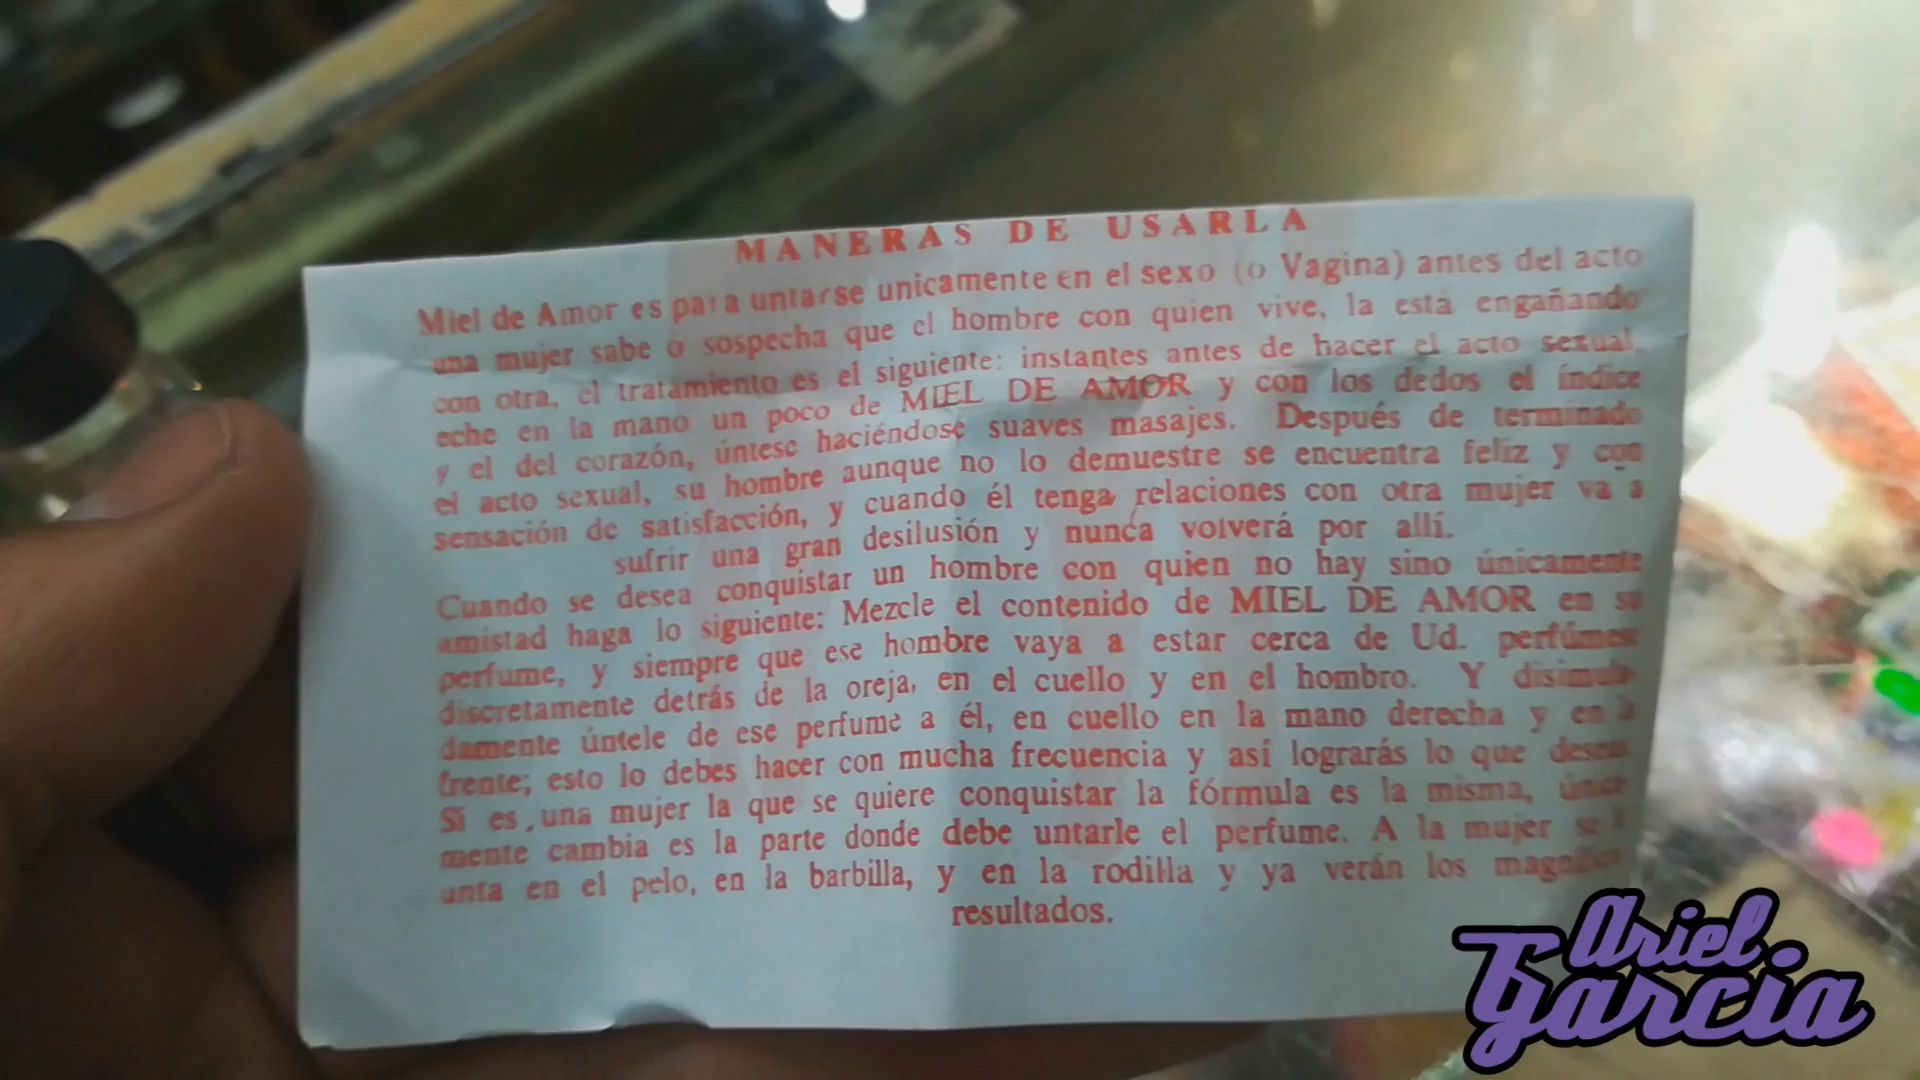 MANERAS DE USARLA
Miel de Amor es para untarse unicamente en el sexo (o Vagina) antes del acto
una mujer sabe o sospecha que el hombre con quien vive, la está engañando
con otra, el tratamiento es el siguiente: instantes antes de hacer el acto sexual,
eche en la mano un poco de MIEL DE AMOR y con los dedos el índice
y el del corazón, úntese haciéndose suaves masajes. Después de terminado
el acto sexual, su hombre aunque no lo demuestre se encuentra feliz y con
sensación de satisfacción, y cuando él tenga relaciones con otra mujer va a
sufrir una gran desilusión y nunca volverá por allí.
Cuando se desea conquistar un hombre con quien no hay sino únicamente
amistad haga lo siguiente: Mezcle el contenido de MIEL DE AMOR en su
perfume, y siempre que ese hombre vaya a estar cerca de Ud. perfúmese
discretamente detrás de la oreja, en el cuello y en el hombro. Y disimula-
damente úntele de ese perfume a él, en cuello en la mano derecha y en la
frente; esto lo debes hacer con mucha frecuencia y así lograrás lo que desea
Si es una mujer la que se quiere conquistar la fórmula es la misma, única
mente cambia es la parte donde debe untarle el perfume. A la mujer se
unta en el pelo, en la barbilla, y en la rodilla y ya verán los
resultados.
Ariel
Garcia